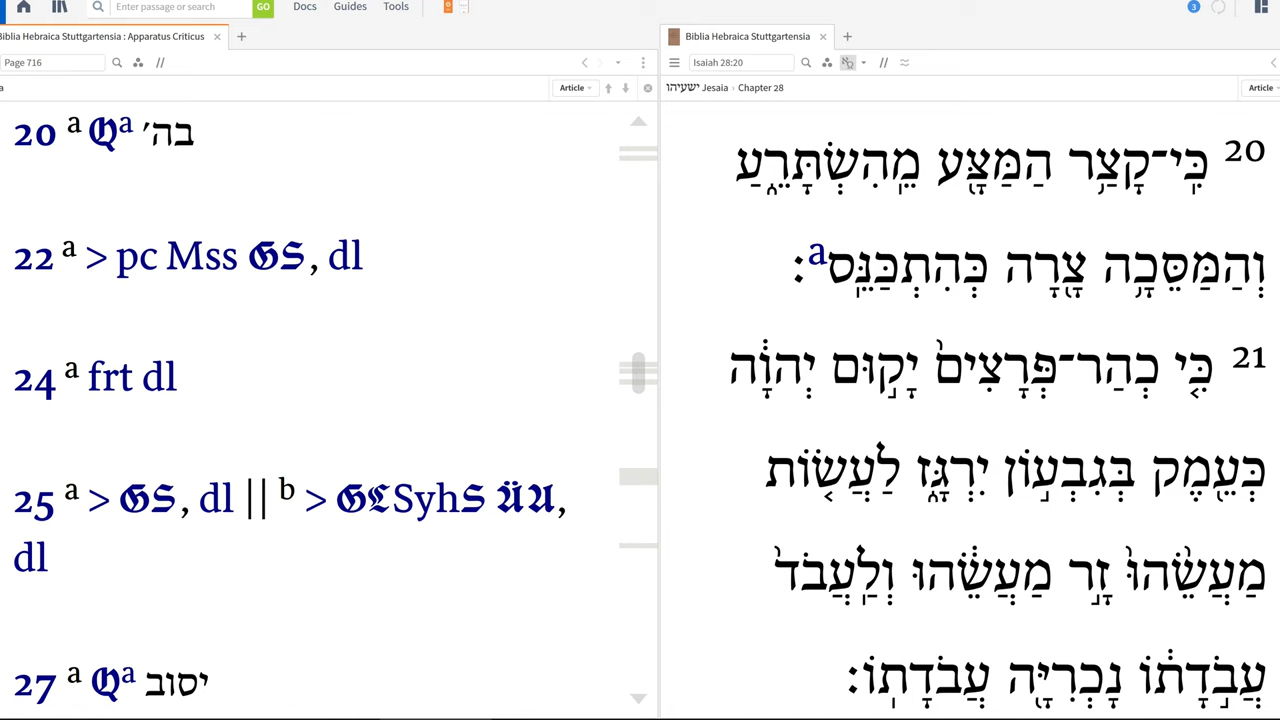 Enter passage or search
GO
Docs
Guides
Tools
3
Biblia Hebraica Stuttgartensia : Apparatus Criticus
Page 716
a
Article
20 a 𝔔a בה׳
22 a > pc Mss 𝔊𝔖, dl
24 a frt dl
25 a > 𝔊𝔖, dl || b > 𝔊𝔏Syh𝔖 𝔘̈𝔄,
dl
27 a 𝔔a יסוב
Biblia Hebraica Stuttgartensia
Isaiah 28:20
ישעיהו Jesaia › Chapter 28
Article
20 כִּֽי־קָצַ֥ר הַמַּצָּ֖ע מֵֽהִשְׂתָּרֵ֑עַ
וְהַמַּסֵּכָ֥ה צָ֖רָה כְּהִתְכַּנֵּֽסa׃
21 כִּ֤י כְהַר־פְּרָצִים֙ יָק֣וּם יְהוָ֔ה
כְּעֵ֖מֶק בְּגִבְע֣וֹן יִרְגָּ֑ז לַעֲשׂ֤וֹת
מַעֲשֵׂ֙הוּ֙ זָ֣ר מַעֲשֵׂ֔הוּ וְלַֽעֲבֹד֙
עֲבֹ֣דָת֔וֹ נָכְרִיָּ֖ה עֲבֹדָתֽוֹ׃